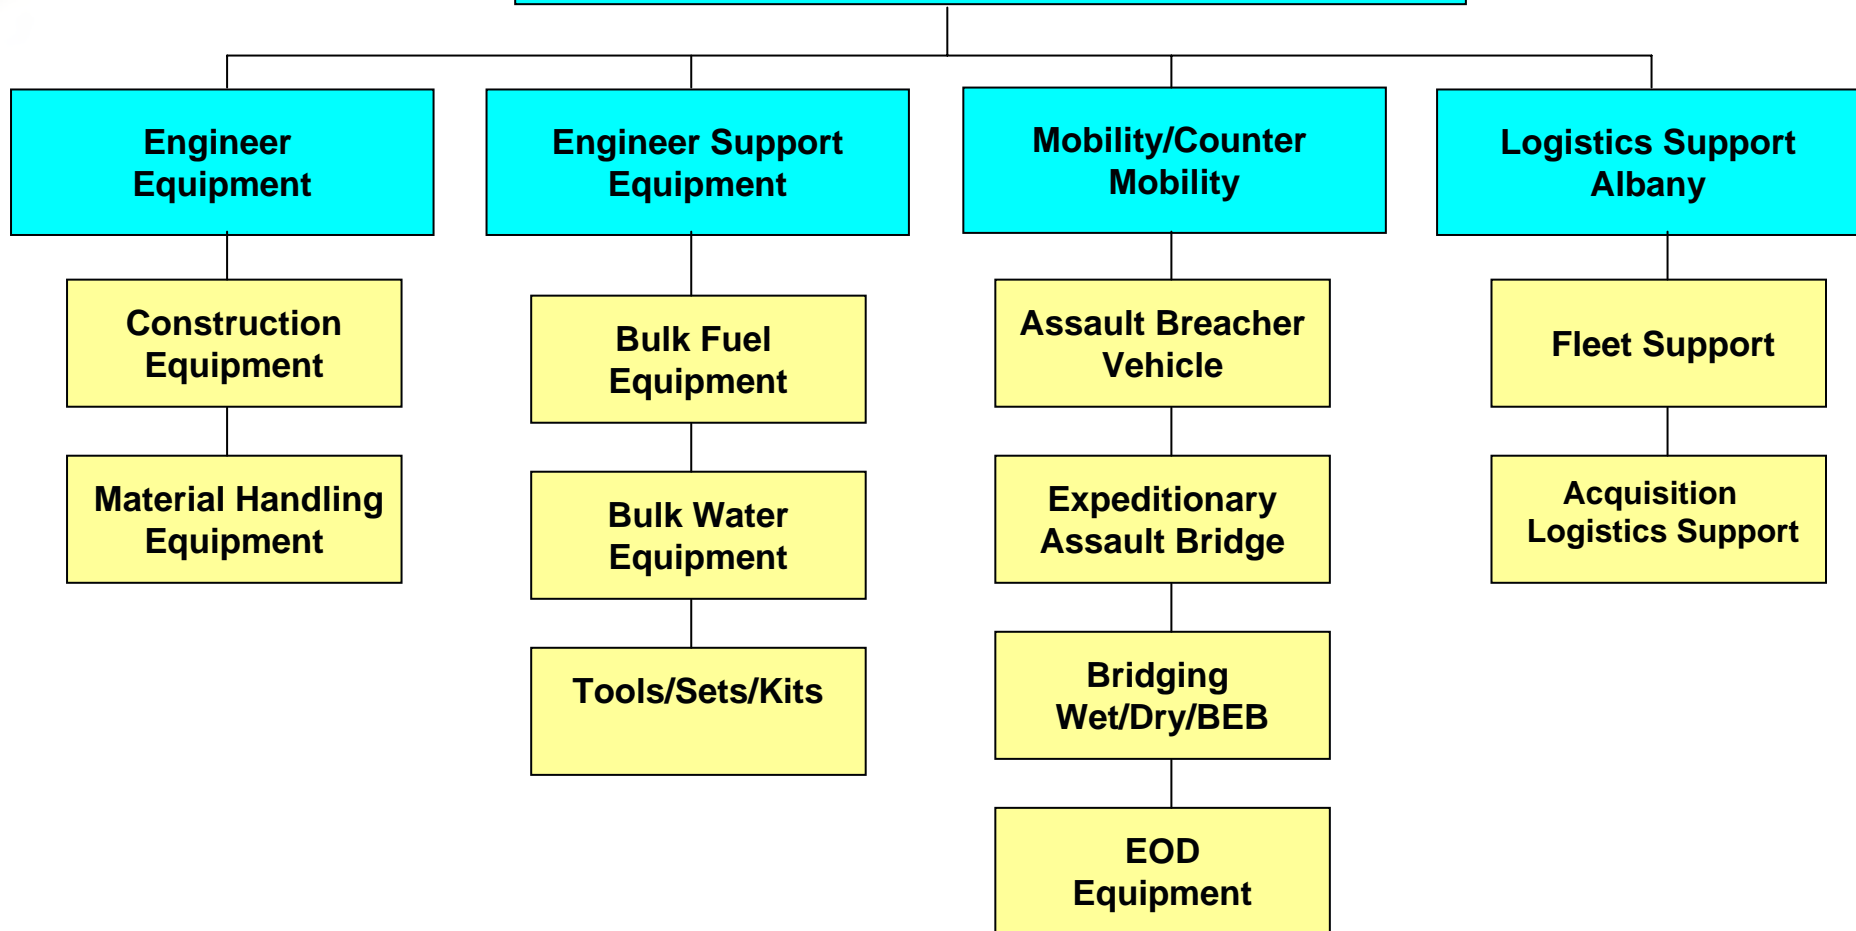 Engineer
Equipment
Engineer Support
Equipment
Mobility/Counter
Mobility
Logistics Support
Albany
Construction
Equipment
Material Handling
Equipment
Bulk Fuel
Equipment
Bulk Water
Equipment
Tools/Sets/Kits
Assault Breacher
Vehicle
Expeditionary
Assault Bridge
Bridging
Wet/Dry/BEB
EOD
Equipment
Fleet Support
Acquisition
Logistics Support